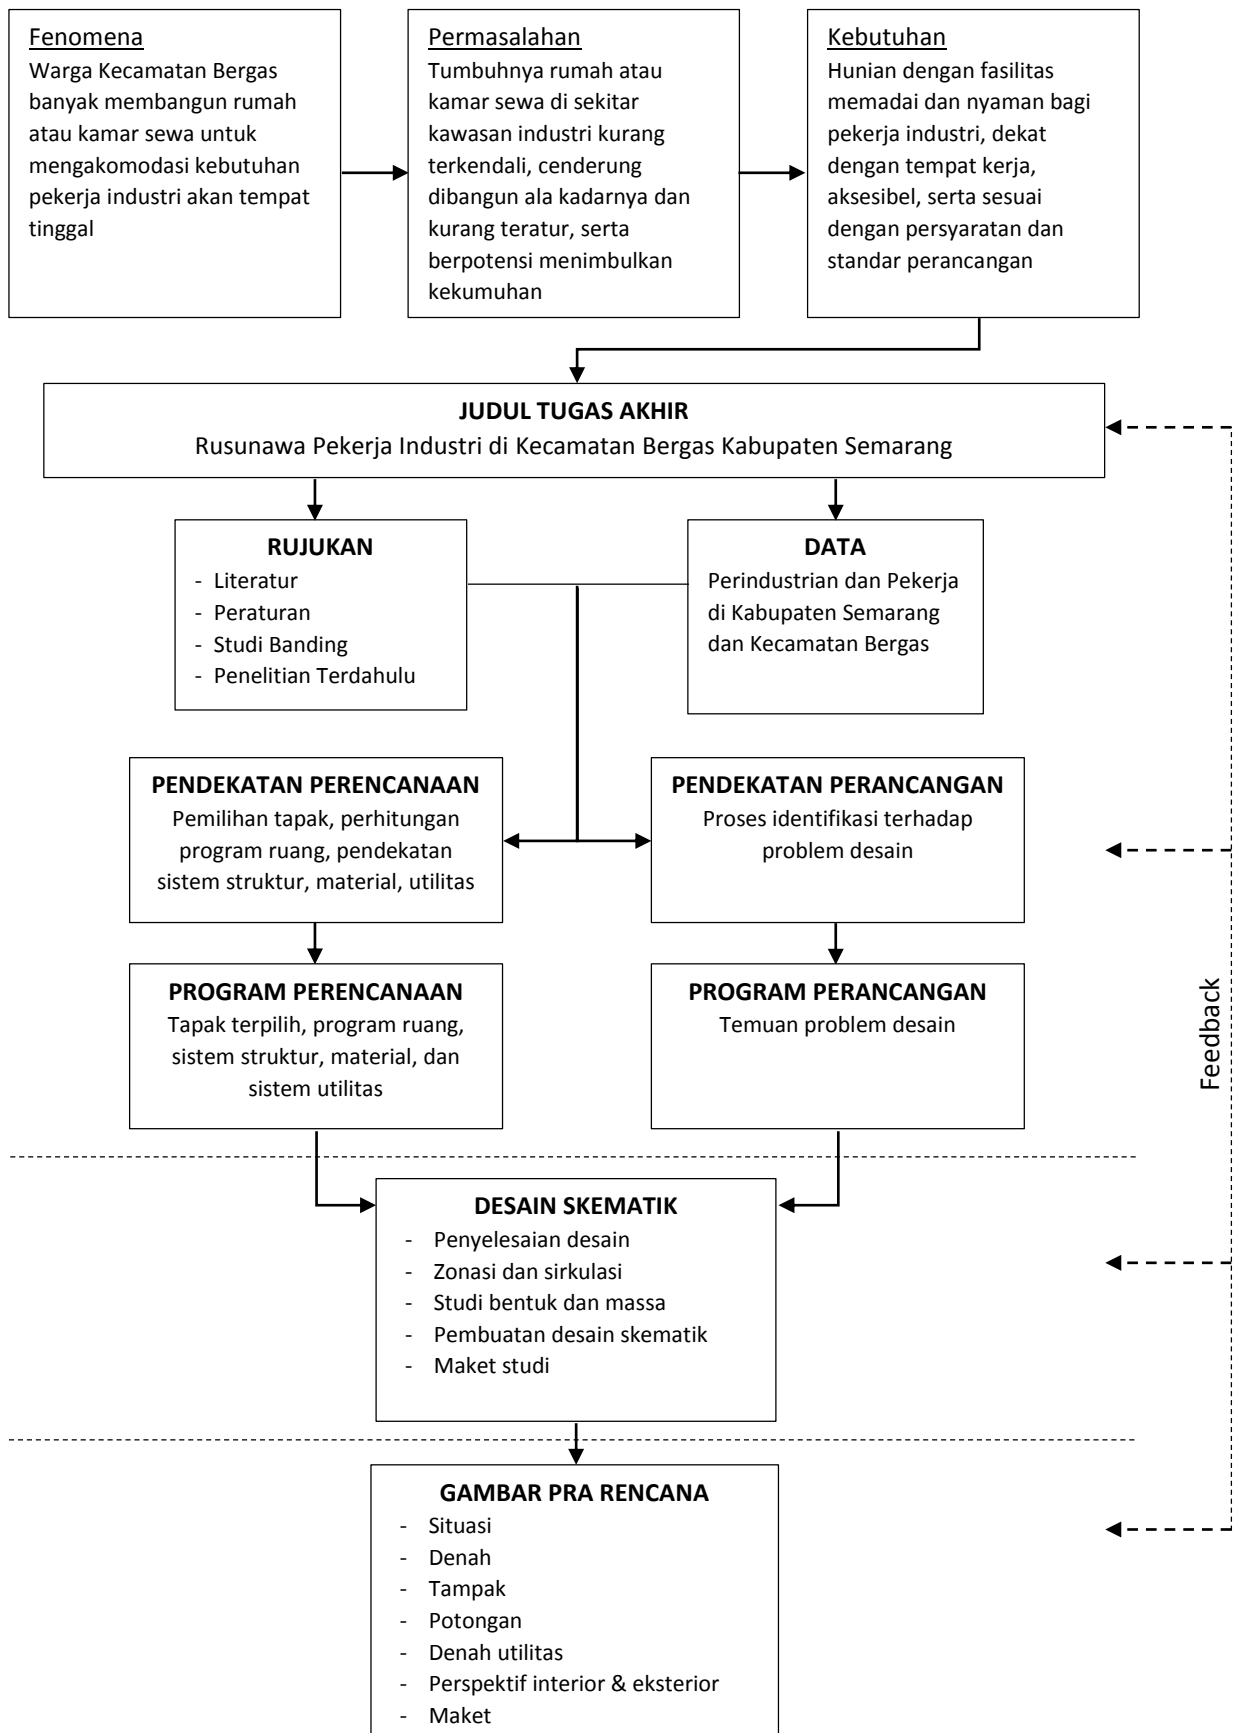 Fenomena
Warga Kecamatan Bergas
banyak membangun rumah
atau kamar sewa untuk
mengakomodasi kebutuhan
pekerja industri akan tempat
tinggal
Permasalahan
Tumbuhnya rumah atau
kamar sewa di sekitar
kawasan industri kurang
terkendali, cenderung
dibangun ala kadarnya dan
kurang teratur, serta
berpotensi menimbulkan
kekumuhan
Kebutuhan
Hunian dengan fasilitas
memadai dan nyaman bagi
pekerja industri, dekat
dengan tempat kerja,
aksesibel, serta sesuai
dengan persyaratan dan
standar perancangan
JUDUL TUGAS AKHIR
Rusunawa Pekerja Industri di Kecamatan Bergas Kabupaten Semarang
RUJUKAN
- Literatur
- Peraturan
- Studi Banding
- Penelitian Terdahulu
DATA
Perindustrian dan Pekerja
di Kabupaten Semarang
dan Kecamatan Bergas
PENDEKATAN PERENCANAAN
Pemilihan tapak, perhitungan
program ruang, pendekatan
sistem struktur, material, utilitas
PENDEKATAN PERANCANGAN
Proses identifikasi terhadap
problem desain
PROGRAM PERENCANAAN
Tapak terpilih, program ruang,
sistem struktur, material, dan
sistem utilitas
PROGRAM PERANCANGAN
Temuan problem desain
Feedback
DESAIN SKEMATIK
- Penyelesaian desain
- Zonasi dan sirkulasi
- Studi bentuk dan massa
- Pembuatan desain skematik
- Maket studi
GAMBAR PRA RENCANA
- Situasi
- Denah
- Tampak
- Potongan
- Denah utilitas
- Perspektif interior & eksterior
- Maket